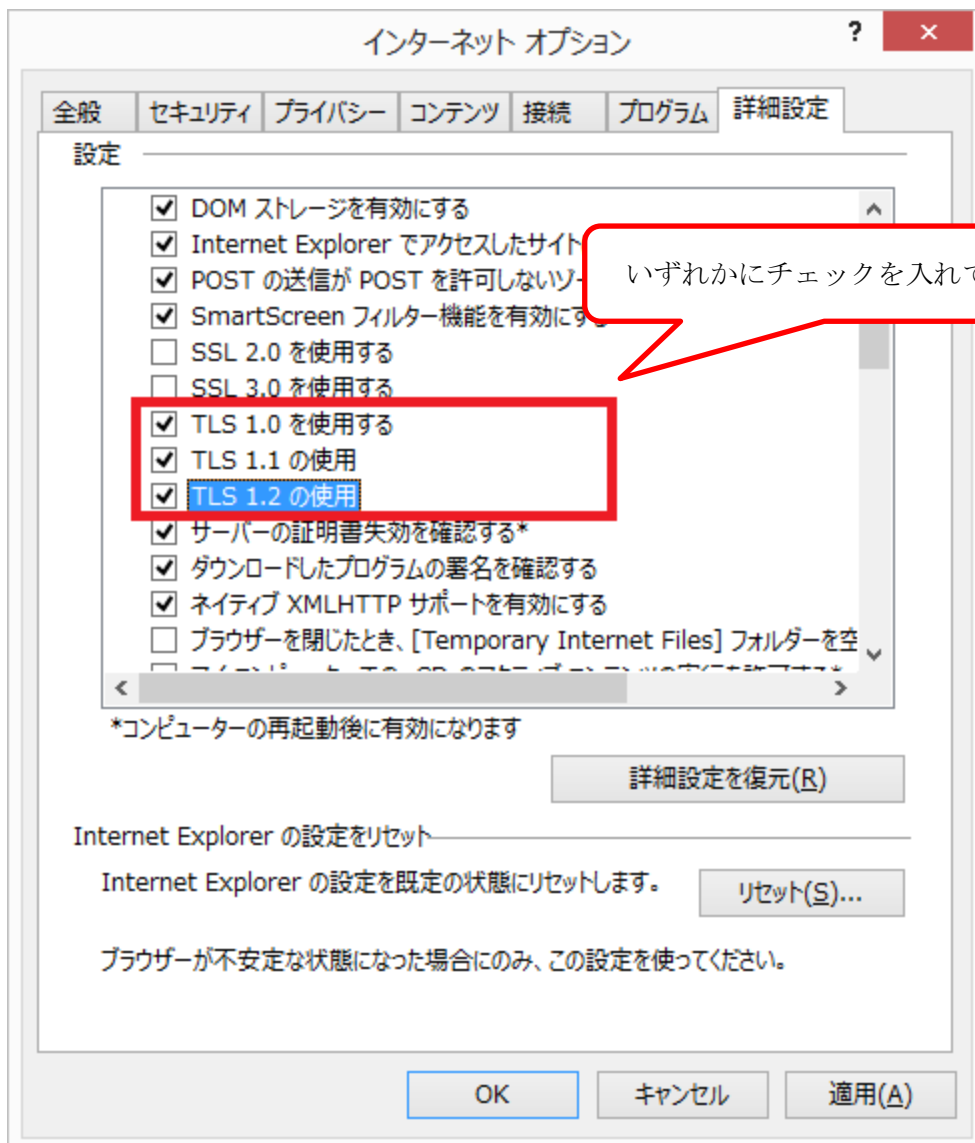 インターネット オプション
?
全般 セキュリティ プライバシー コンテンツ 接続 プログラム 詳細設定
設定
DOM ストレージを有効にする
Internet Explorer でアクセスしたサイト
いずれかにチェックを入れて
POST の送信が POST を許可しないゾー
SmartScreen フィルター機能を有効にする
SSL 2.0 を使用する
SSL 3.0 を使用する
TLS 1.0 を使用する
TLS 1.1 の使用
TLS 1.2 の使用
サーバーの証明書失効を確認する*
ダウンロードしたプログラムの署名を確認する
ネイティブ XMLHTTP サポートを有効にする
ブラウザーを閉じたとき、[Temporary Internet Files] フォルダーを空
*コンピューターの再起動後に有効になります
詳細設定を復元(R)
Internet Explorer の設定をリセット
Internet Explorer の設定を既定の状態にリセットします。
リセット(S)...
ブラウザーが不安定な状態になった場合にのみ、この設定を使ってください。
OK キャンセル 適用(A)